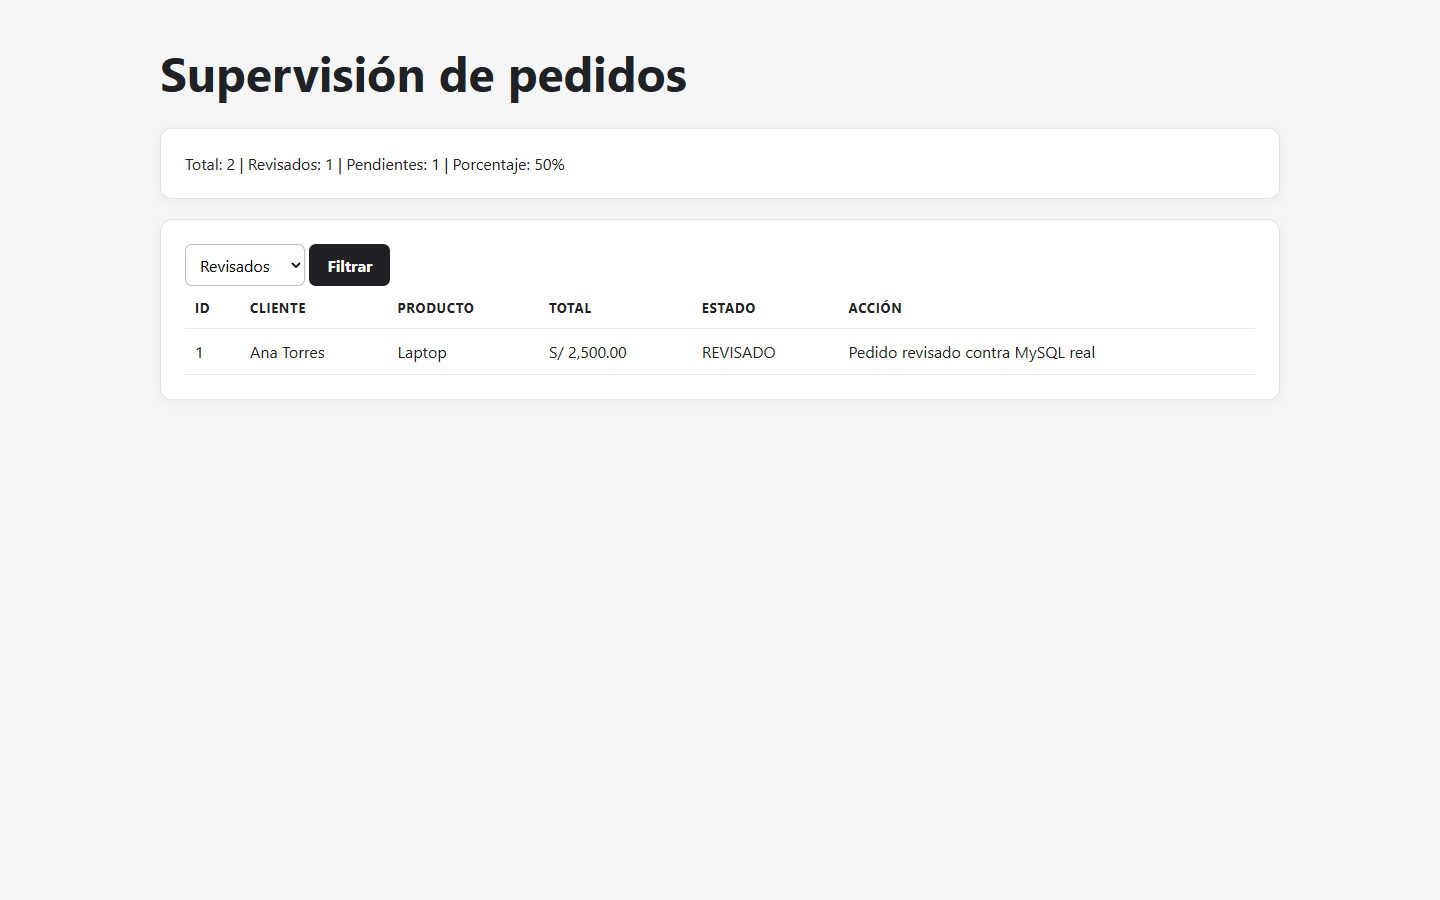 Supervisión de pedidos
Total: 2 | Revisados: 1 | Pendientes: 1 | Porcentaje: 50%
Revisados Filtrar
ID CLIENTE PRODUCTO TOTAL ESTADO ACCIÓN
1 Ana Torres Laptop S/ 2,500.00 REVISADO Pedido revisado contra MySQL real